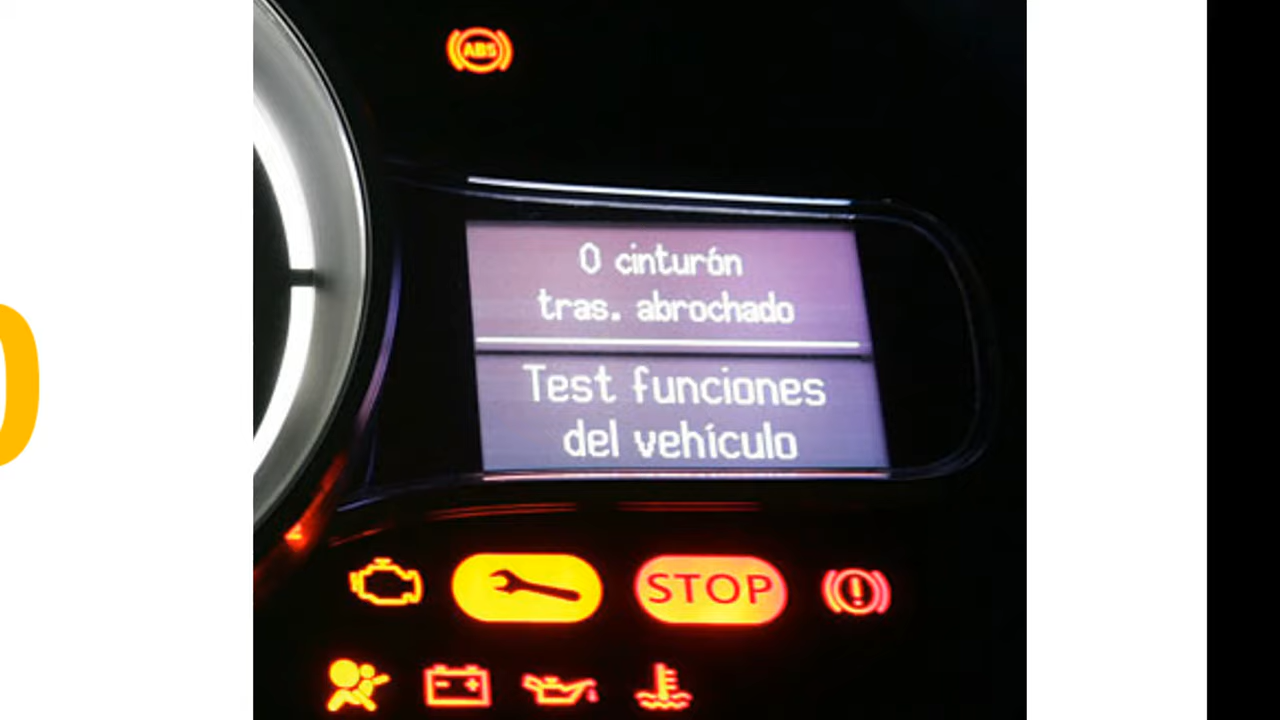 ABS
0 cinturón
tras. abrochado
Test funciones
del vehículo
STOP